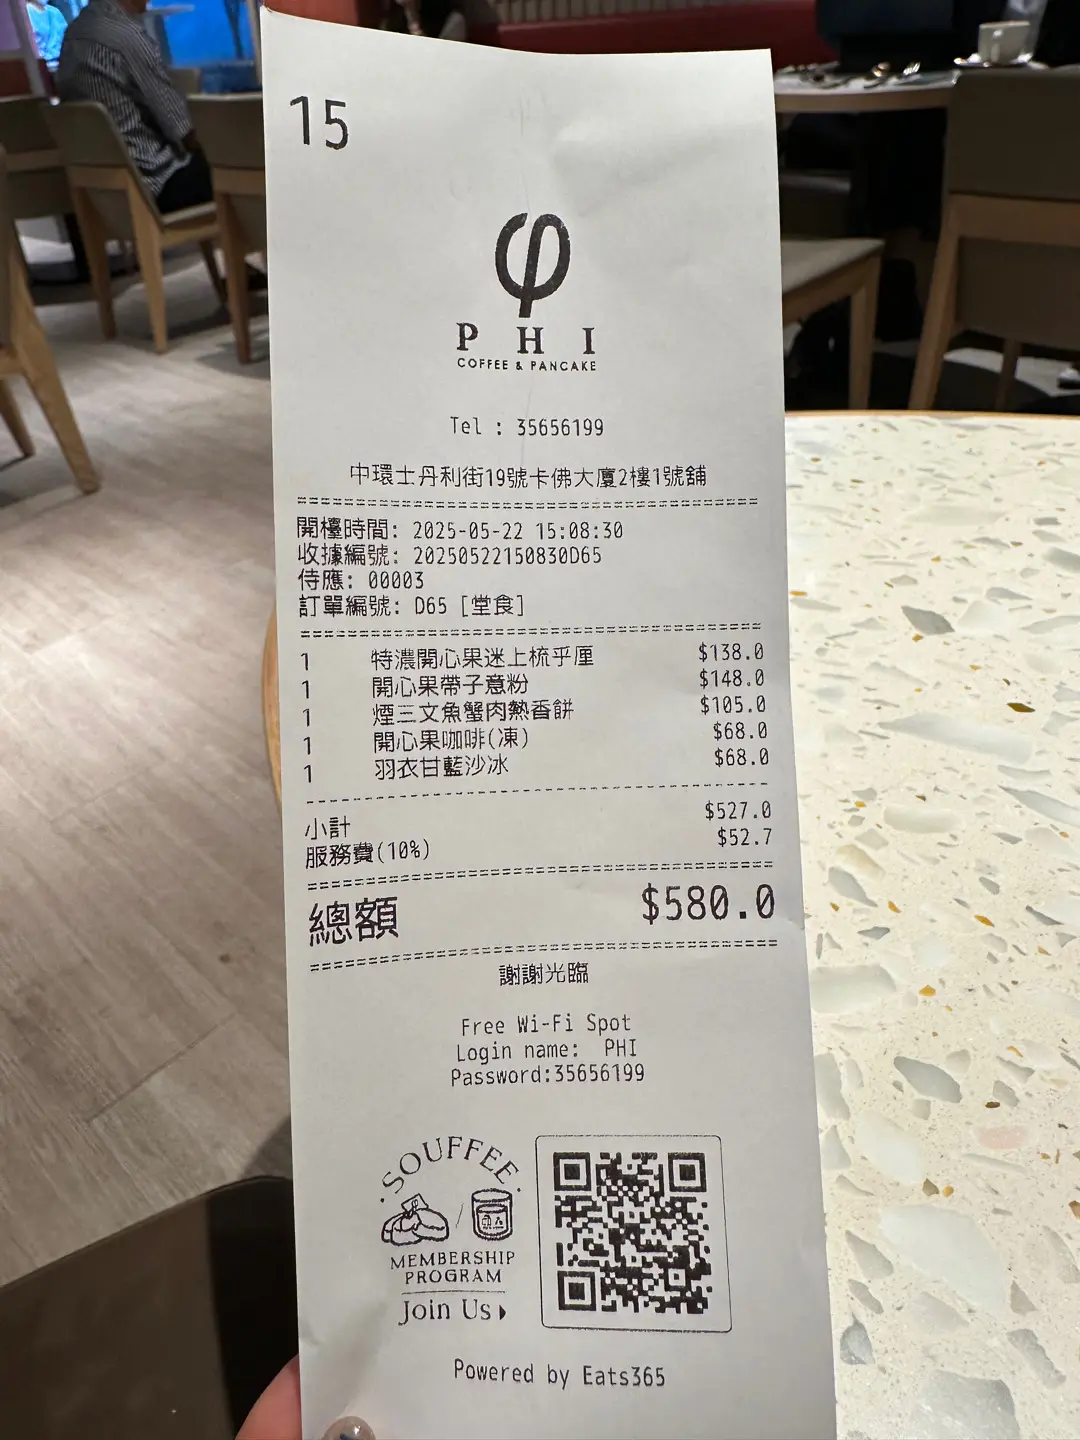 15
φ
PHI
COFFEE & PANCAKE
Tel : 35656199
中環士丹利街19號卡佛大廈2樓1號舖
開檯時間: 2025-05-22 15:08:30
收據編號: 20250522150830D65
侍應: 00003
訂單編號: D65 [堂食]
1 特濃開心果迷上梳乎厘 $138.0
1 開心果帶子意粉 $148.0
1 煙三文魚蟹肉熱香餅 $105.0
1 開心果咖啡(凍) $68.0
1 羽衣甘藍沙冰 $68.0
小計 $527.0
服務費(10%) $52.7
總額 $580.0
謝謝光臨
Free Wi-Fi Spot
Login name: PHI
Password:35656199
SOUFFEE
MEMBERSHIP
PROGRAM
Join Us
Powered by Eats365